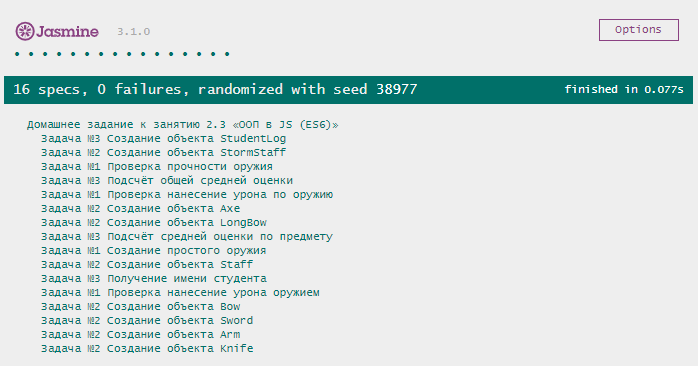 Jasmine 3.1.0 Options
• • • • • • • • • • • • • • • •
16 specs, 0 failures, randomized with seed 38977 finished in 0.077s
Домашнее задание к занятию 2.3 «ООП в JS (ES6)»
Задача №3 Создание объекта StudentLog
Задача №2 Создание объекта StormStaff
Задача №1 Проверка прочности оружия
Задача №3 Подсчёт общей средней оценки
Задача №1 Проверка нанесение урона по оружию
Задача №2 Создание объекта Axe
Задача №2 Создание объекта LongBow
Задача №3 Подсчёт средней оценки по предмету
Задача №1 Создание простого оружия
Задача №2 Создание объекта Staff
Задача №3 Получение имени студента
Задача №1 Проверка нанесение урона оружием
Задача №2 Создание объекта Bow
Задача №2 Создание объекта Sword
Задача №2 Создание объекта Arm
Задача №2 Создание объекта Knife